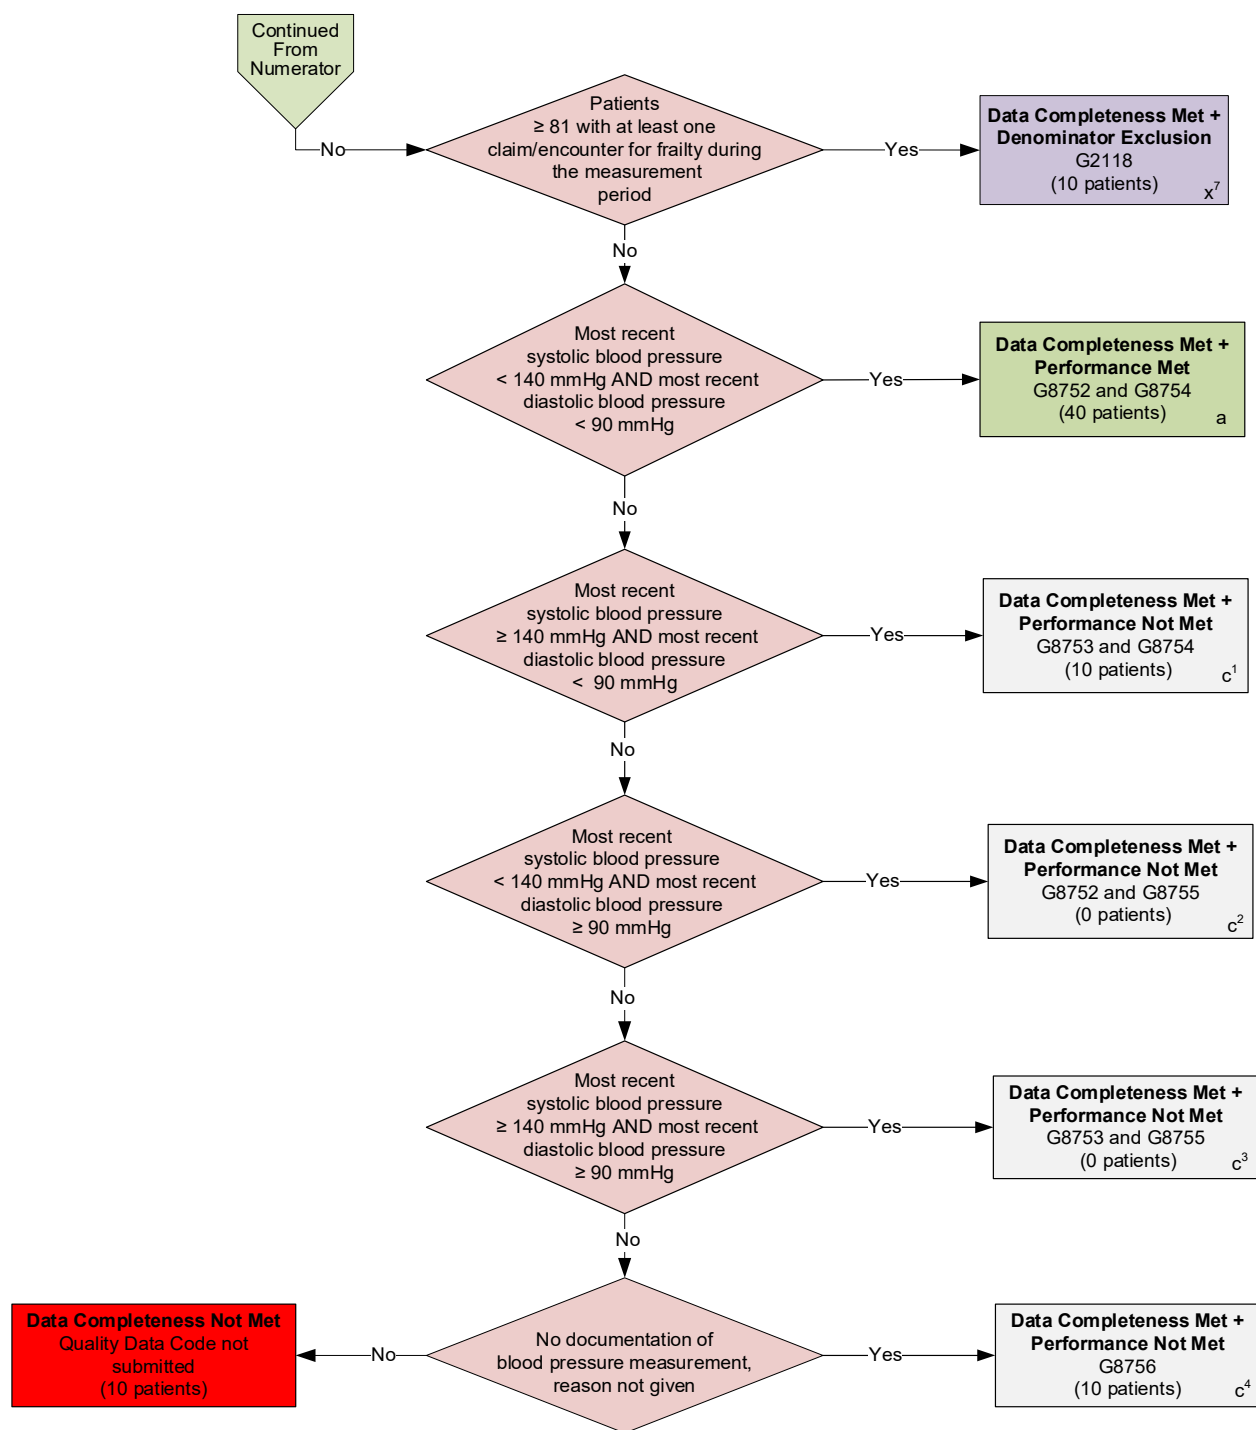 Continued
From
Numerator
No
Patients
≥ 81 with at least one
claim/encounter for frailty during
the measurement
period
Yes
Data Completeness Met +
Denominator Exclusion
G2118
(10 patients)
x⁷
No
Most recent
systolic blood pressure
< 140 mmHg AND most recent
diastolic blood pressure
< 90 mmHg
Yes
Data Completeness Met +
Performance Met
G8752 and G8754
(40 patients)
a
No
Most recent
systolic blood pressure
≥ 140 mmHg AND most recent
diastolic blood pressure
< 90 mmHg
Yes
Data Completeness Met +
Performance Not Met
G8753 and G8754
(10 patients)
c¹
No
Most recent
systolic blood pressure
< 140 mmHg AND most recent
diastolic blood pressure
≥ 90 mmHg
Yes
Data Completeness Met +
Performance Not Met
G8752 and G8755
(0 patients)
c²
No
Most recent
systolic blood pressure
≥ 140 mmHg AND most recent
diastolic blood pressure
≥ 90 mmHg
Yes
Data Completeness Met +
Performance Not Met
G8753 and G8755
(0 patients)
c³
No
No documentation of
blood pressure measurement,
reason not given
No
Data Completeness Not Met
Quality Data Code not
submitted
(10 patients)
Yes
Data Completeness Met +
Performance Not Met
G8756
(10 patients)
c⁴